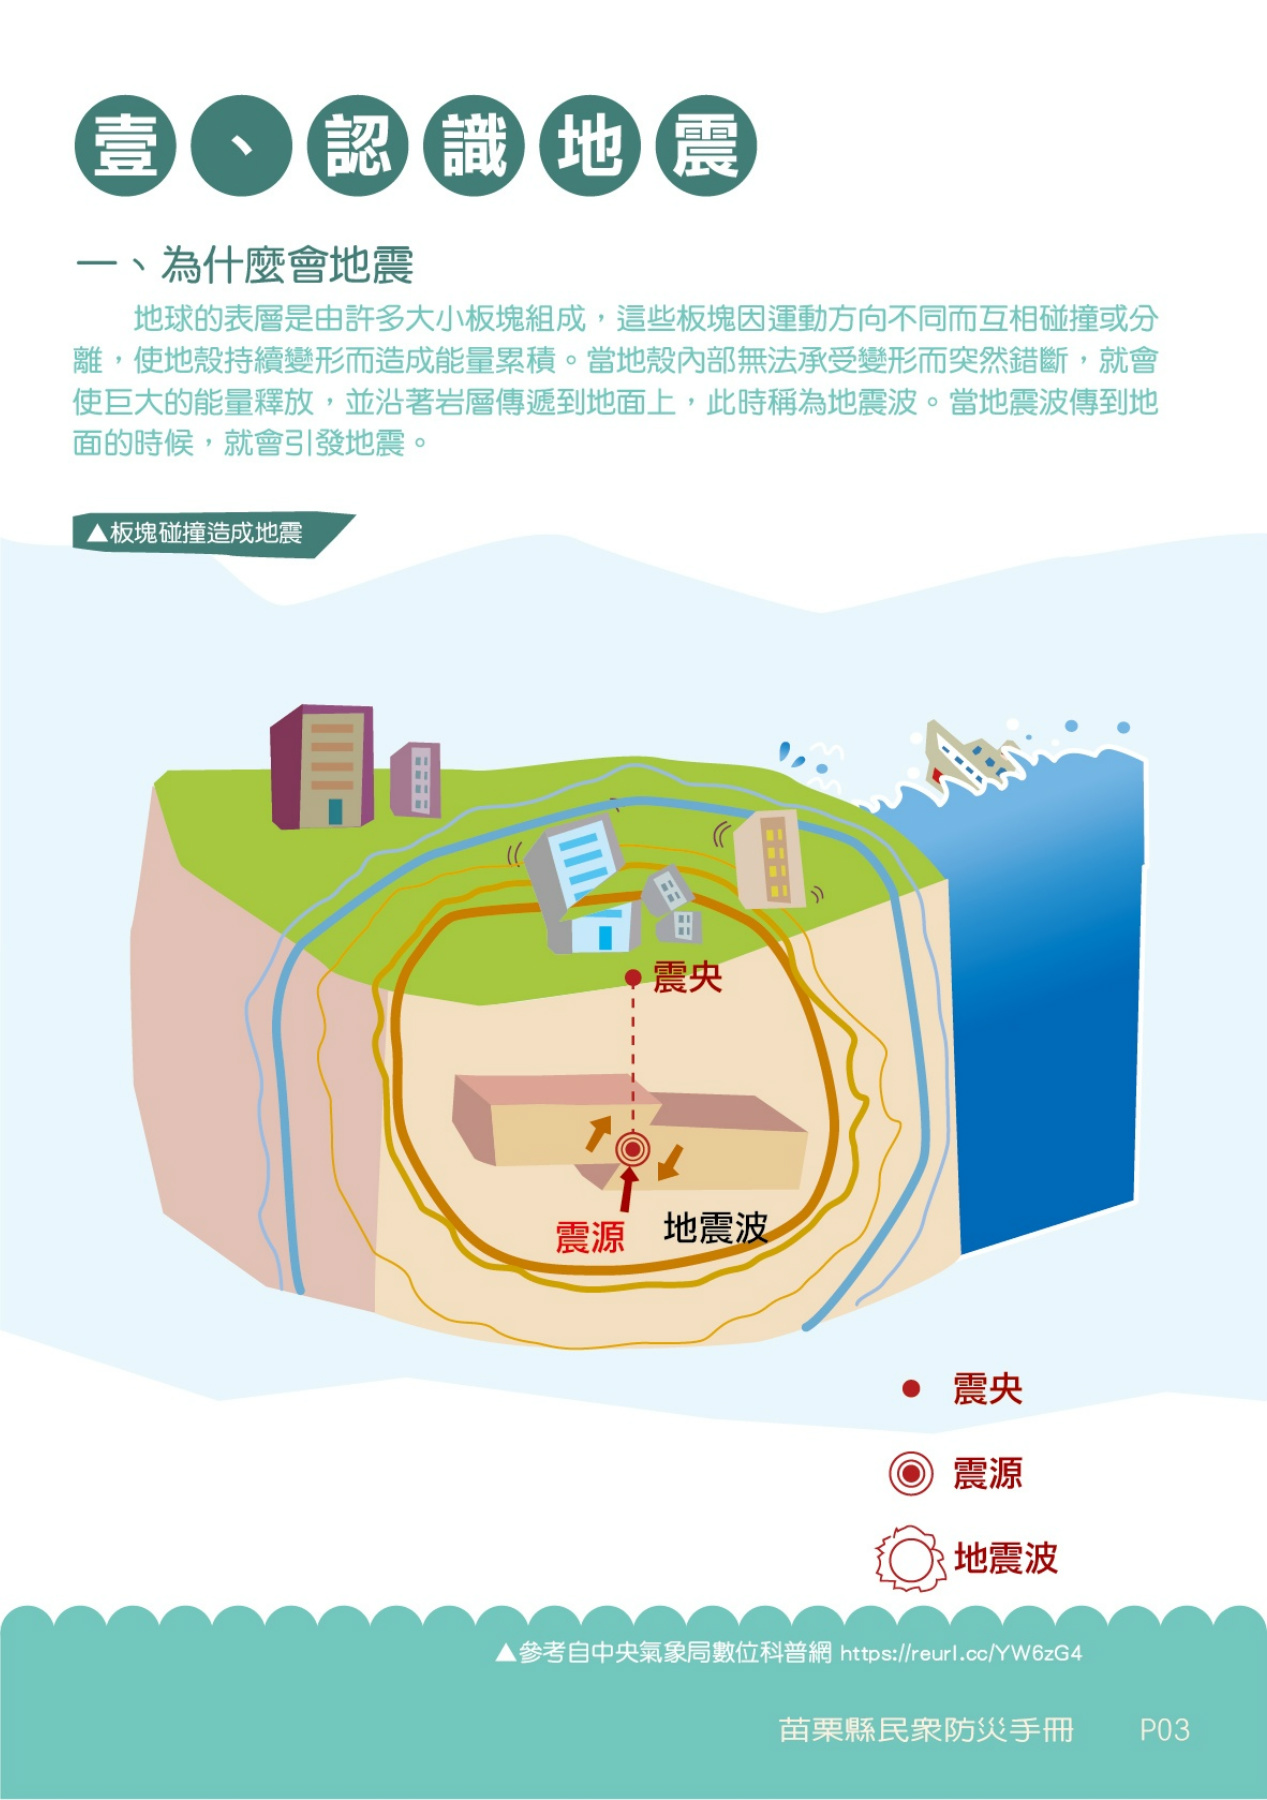 壹、認識地震
一、為什麼會地震
地球的表層是由許多大小板塊組成，這些板塊因運動方向不同而互相碰撞或分
離，使地殼持續變形而造成能量累積。當地殼內部無法承受變形而突然錯斷，就會
使巨大的能量釋放，並沿著岩層傳遞到地面上，此時稱為地震波。當地震波傳到地
面的時候，就會引發地震。
▲板塊碰撞造成地震
震央
震源
地震波
震央
震源
地震波
▲參考自中央氣象局數位科普網 https://reurl.cc/YW6zG4
苗栗縣民眾防災手冊 P03